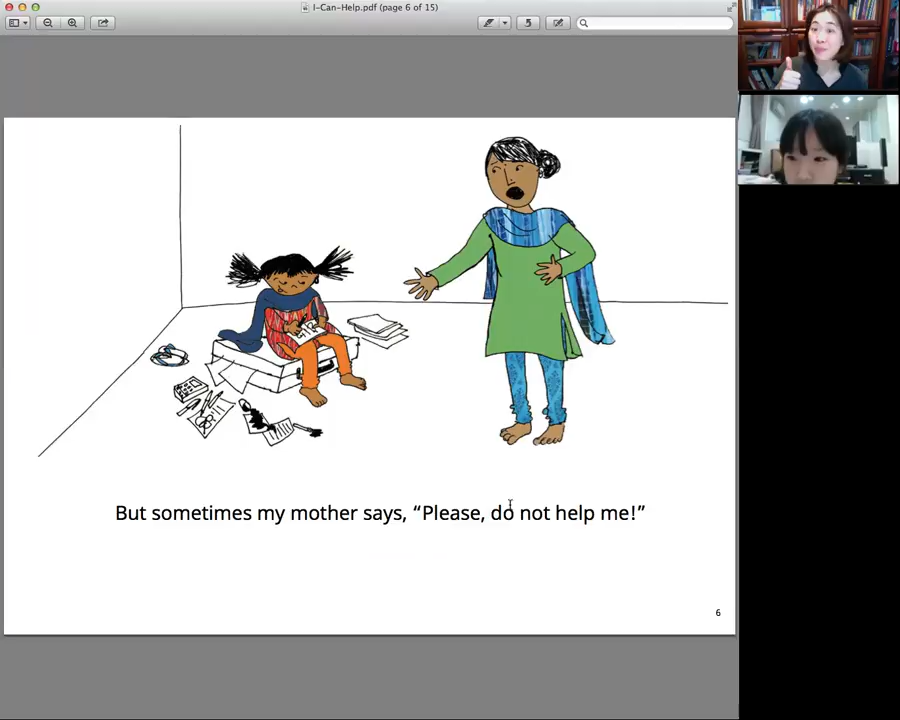 I-Can-Help.pdf (page 6 of 15)
But sometimes my mother says, “Please, do not help me!”
6